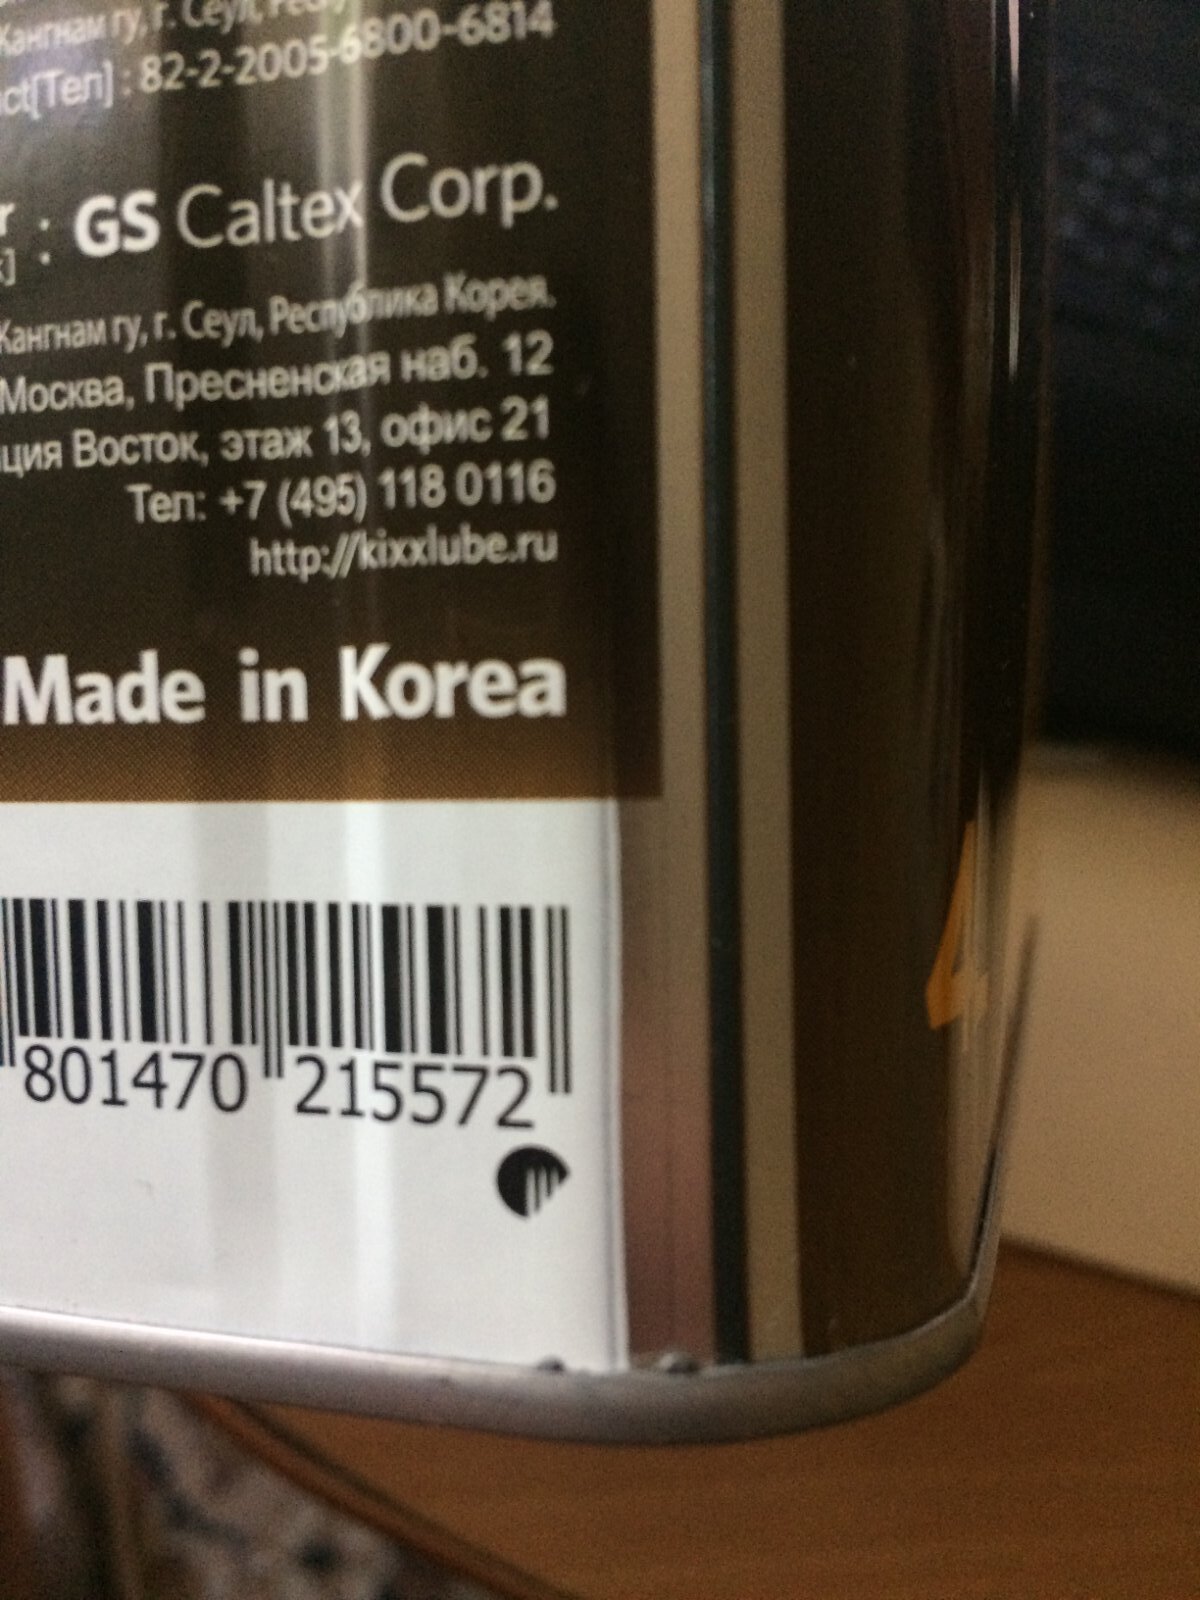 Кангнам гу, г. Сеул,
ct[Тел] : 82-2-2005-6800-6814
r : GS Caltex Corp.
к]
Кангнам гу, г. Сеул, Республика Корея.
Москва, Пресненская наб. 12
ция Восток, этаж 13, офис 21
Тел: +7 (495) 118 0116
http://kixxlube.ru
Made in Korea
801470 215572
4